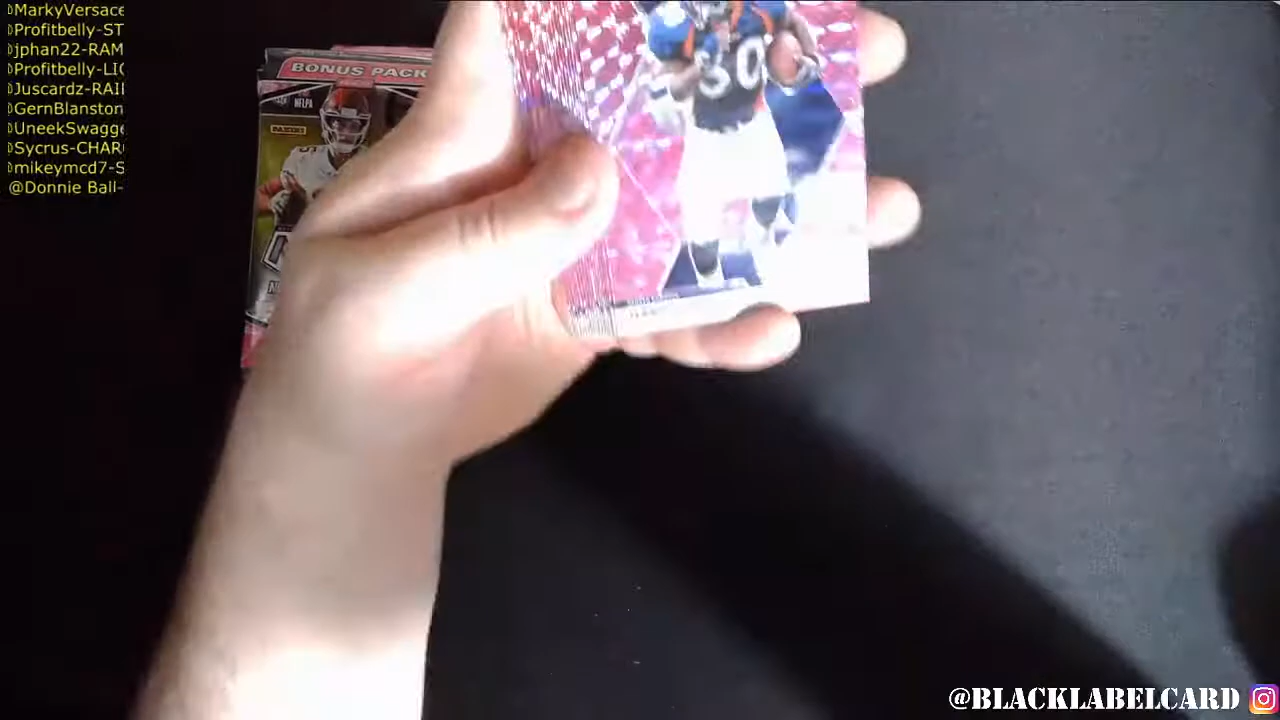 @MarkyVersace
@Profitbelly-ST
@jphan22-RAM
@Profitbelly-LI
@Juscardz-RAI
@GernBlanston
@UneekSwagge
@Sycrus-CHAR
@mikeymcd7-S
@Donnie Ball-
BONUS PACK
NFLPA
PANINI
30
@BLACKLABELCARD